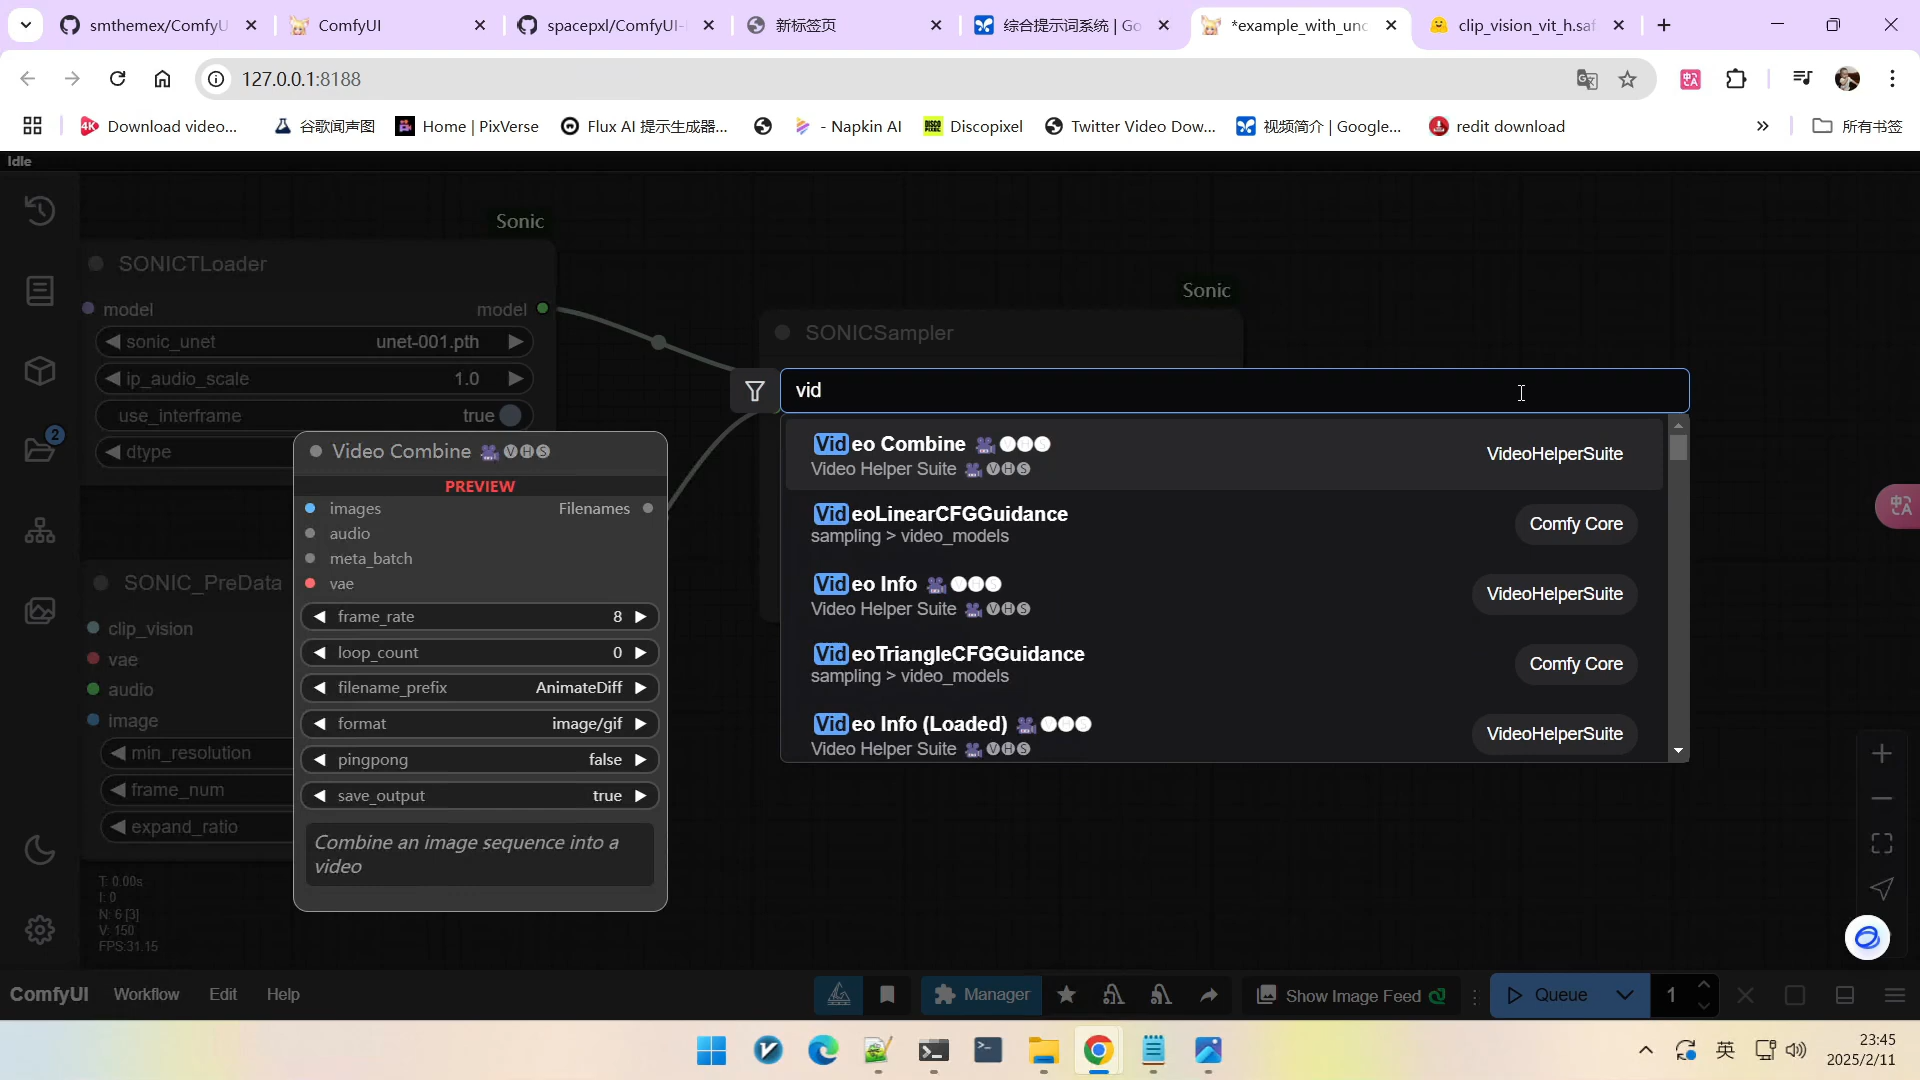 smthemex/ComfyU
ComfyUI
spacepxl/ComfyUI-I
新标签页
综合提示词系统 | Go
*example_with_unc
clip_vision_vit_h.saf
127.0.0.1:8188
Download video...
谷歌闻声图
Home | PixVerse
Flux AI 提示生成器...
- Napkin AI
Discopixel
Twitter Video Dow...
视频简介 | Google...
redit download
所有书签
Idle
Sonic
SONICTLoader
model
model
sonic_unet
unet-001.pth
ip_audio_scale
1.0
use_interframe
true
dtype
Sonic
SONICSampler
vid
Video Combine 🎥🅥🅗🅢
Video Helper Suite 🎥🅥🅗🅢
VideoHelperSuite
VideoLinearCFGGuidance
sampling > video_models
Comfy Core
Video Info 🎥🅥🅗🅢
Video Helper Suite 🎥🅥🅗🅢
VideoHelperSuite
VideoTriangleCFGGuidance
sampling > video_models
Comfy Core
Video Info (Loaded) 🎥🅥🅗🅢
Video Helper Suite 🎥🅥🅗🅢
VideoHelperSuite
2
Video Combine 🎥🅥🅗🅢
PREVIEW
images
Filenames
audio
meta_batch
vae
frame_rate
8
loop_count
0
filename_prefix
AnimateDiff
format
image/gif
pingpong
false
save_output
true
Combine an image sequence into a
video
SONIC_PreData
clip_vision
vae
audio
image
min_resolution
frame_num
expand_ratio
T: 0.00s
I: 0
N: 6 [3]
V: 150
FPS:31.15
ComfyUI
Workflow
Edit
Help
Manager
Show Image Feed
Queue
1
英
23:45
2025/2/11